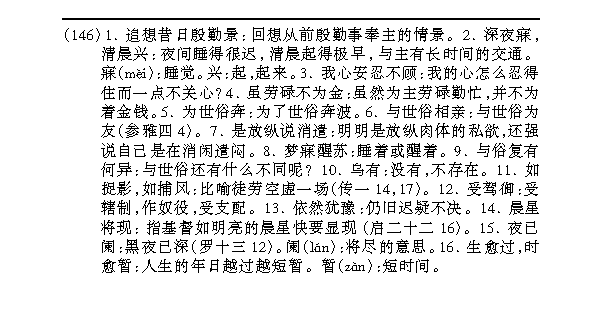 (146) 1．追想昔日殷勤景：回想从前殷勤事奉主的情景。2．深夜寐，
清晨兴：夜间睡得很迟，清晨起得极早，与主有长时间的交通。
寐(mèi)：睡觉。兴：起，起来。3．我心安忍不顾：我的心怎么忍得
住而一点不关心？4．虽劳碌不为金：虽然为主劳碌勤忙，并不为
着金钱。5．为世俗奔：为了世俗奔波。6．与世俗相亲：与世俗为
友(参雅四4)。7．是放纵说消遣：明明是放纵肉体的私欲，还强
说自己是在消闲遣闷。8．梦寐醒苏：睡着或醒着。9．与俗复有
何异：与世俗还有什么不同呢？10．乌有：没有，不存在。11．如
捉影，如捕风：比喻徒劳空虚一场(传一14，17)。12．受驾御：受
辖制，作奴役，受支配。13．依然犹豫：仍旧迟疑不决。14．晨星
将现：指基督如明亮的晨星快要显现(启二十二16)。15．夜已
阑：黑夜已深(罗十三12)。阑(lán)：将尽的意思。16．生愈过，时
愈暂：人生的年日越过越短暂。暂(zàn)：短时间。